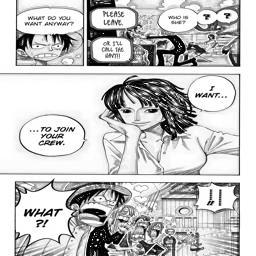 WHAT DO
YOU WANT
ANYWAY?
PLEASE
LEAVE.
OR I'LL
CALL THE
NAVY!!
WHO IS
SHE?
?
?
I
WANT...
...TO JOIN
YOUR
CREW.
!!
!!
WHAT
?!